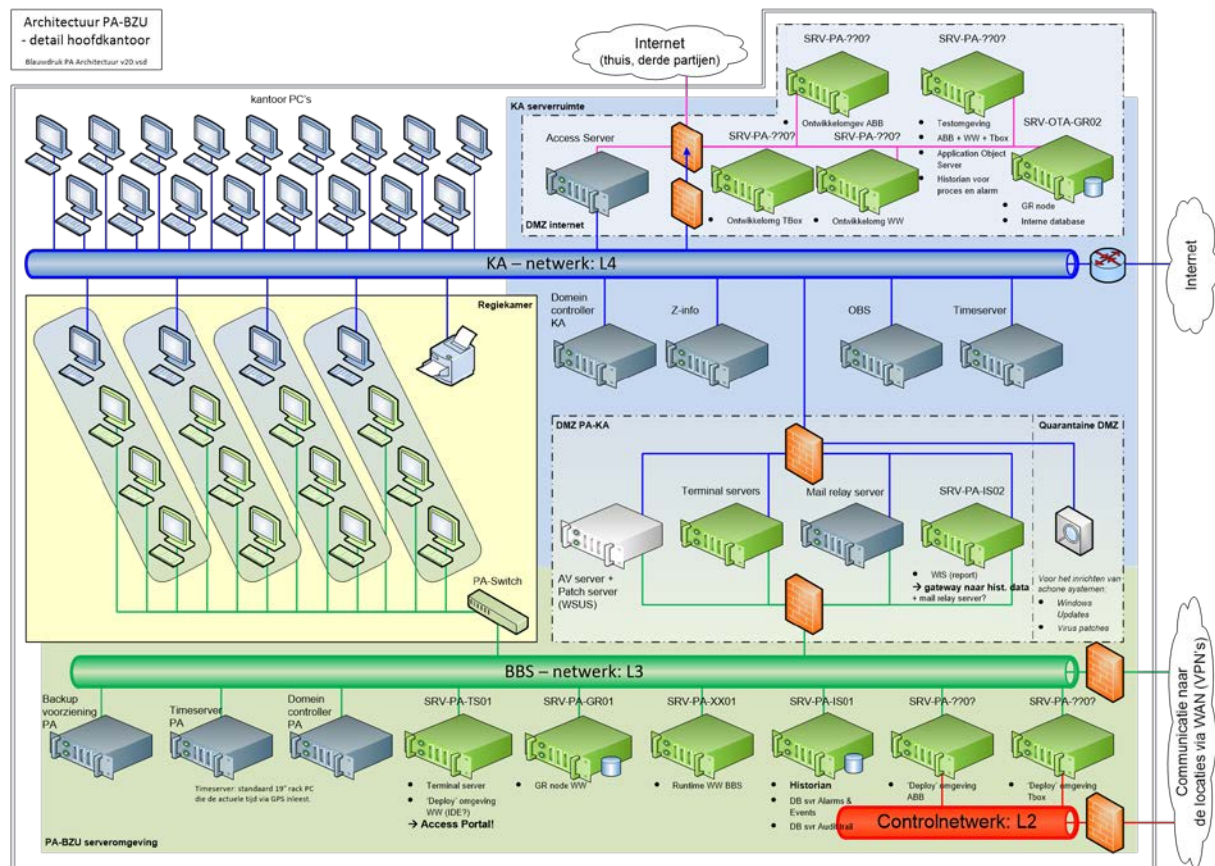 Architectuur PA-BZU
- detail hoofdkantoor
Blauwdruk PA Architectuur v20.vsd
Internet
(thuis, derde partijen)
kantoor PC's
KA serverruimte
SRV-PA-??0?
SRV-PA-??0?
• Ontwikkelomgev ABB
• Testomgeving
• ABB + WW + Tbox
• Application Object
Server
• Historian voor
proces en alarm
SRV-OTA-GR02
• GR node
• Interne database
Access Server
SRV-PA-??0?
SRV-PA-??0?
• Ontwikkelomg TBox
• Ontwikkelomg WW
DMZ internet
KA – netwerk: L4
Internet
Regiekamer
Domein
controller
KA
Z-info
OBS
Timeserver
DMZ PA-KA
Quarantaine DMZ
Terminal servers
Mail relay server
SRV-PA-IS02
AV server +
Patch server
(WSUS)
• WIS (report)
→ gateway naar hist. data
+ mail relay server?
Voor het inrichten van
schone systemen:
• Windows
Updates
• Virus patches
PA-Switch
BBS – netwerk: L3
Communicatie naar
de locaties via WAN (VPN's)
Backup
voorziening
PA
Timeserver
PA
Timeserver: standaard 19" rack PC
die de actuele tijd via GPS inleest.
Domein
controller
PA
SRV-PA-TS01
• Terminal server
• 'Deploy' omgeving
WW (IDE?)
→ Access Portal!
SRV-PA-GR01
• GR node WW
SRV-PA-XX01
• Runtime WW BBS
SRV-PA-IS01
• Historian
• DB svr Alarms &
Events
• DB svr Audit trail
SRV-PA-??0?
• 'Deploy' omgeving
ABB
SRV-PA-??0?
• 'Deploy' omgeving
Tbox
Controlnetwerk: L2
PA-BZU serveromgeving